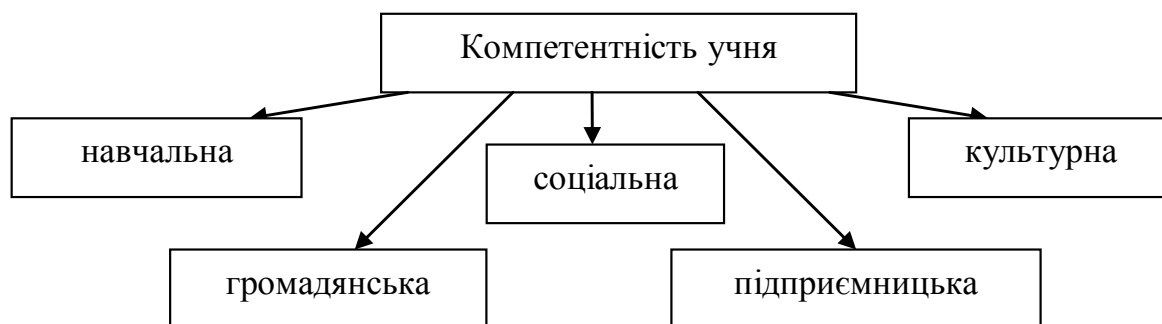 Компетентність учня
навчальна
соціальна
культурна
громадянська
підприємницька